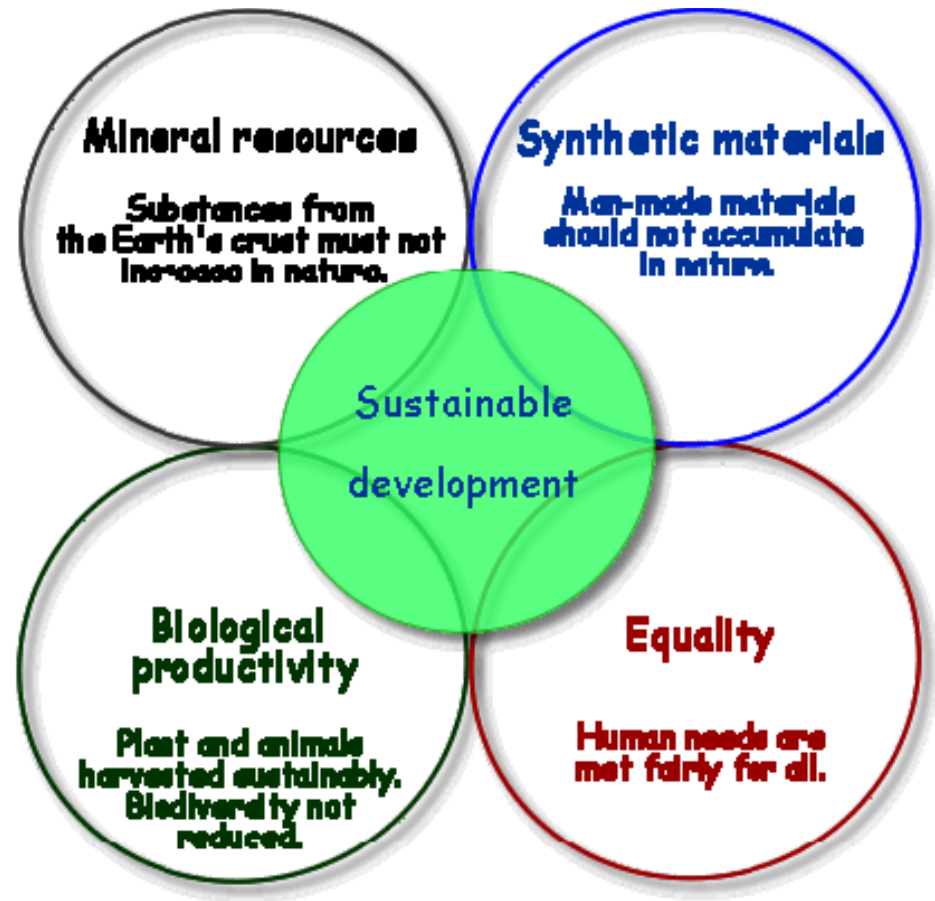 Mineral resources
Substances from
the Earth's crust must not
increase in nature.
Synthetic materials
Man-made materials
should not accumulate
in nature.
Sustainable
development
Biological
productivity
Plant and animals
harvested sustainably.
Biodiversity not
reduced.
Equality
Human needs are
met fairly for all.